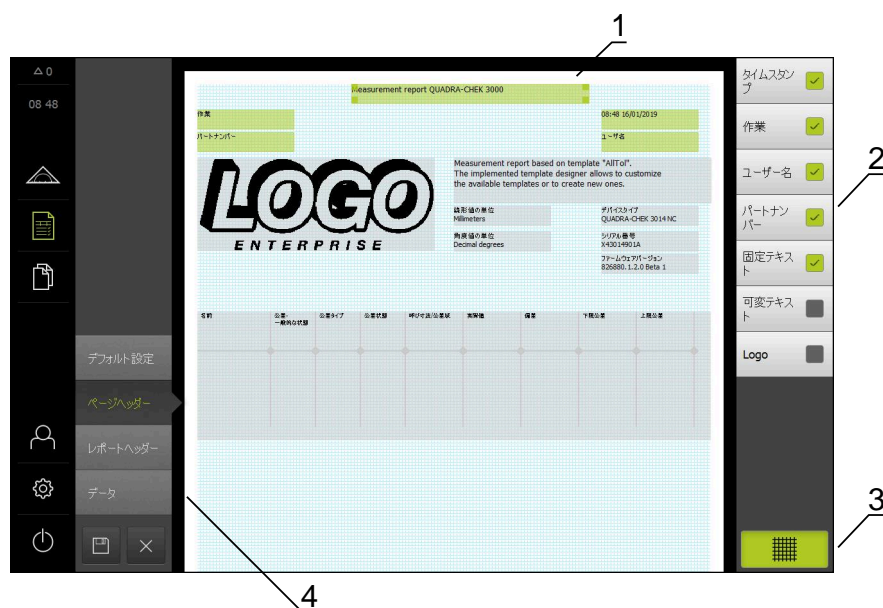 1
△ 0
08 48
デフォルト設定
ページヘッダー
レポートヘッダー
データ
Measurement report QUADRA-CHEK 3000
作業
08:48 16/01/2019
パートナンバー
ユーザ名
LOGO
ENTERPRISE
Measurement report based on template "AllTol".
The implemented template designer allows to customize
the available templates or to create new ones.
線形値の単位
Millimeters
デバイスタイプ
QUADRA-CHEK 3014 NC
角度値の単位
Decimal degrees
シリアル番号
X43014901A
ファームウェアバージョン
826880.1.2.0 Beta 1
名前
公差-
一般的な状態
公差タイプ
公差状態
呼び寸法/公差域
実際値
偏差
下限公差
上限公差
タイムスタン
プ
作業
ユーザー名
パートナン
バー
固定テキス
ト
可変テキス
ト
Logo
2
3
4